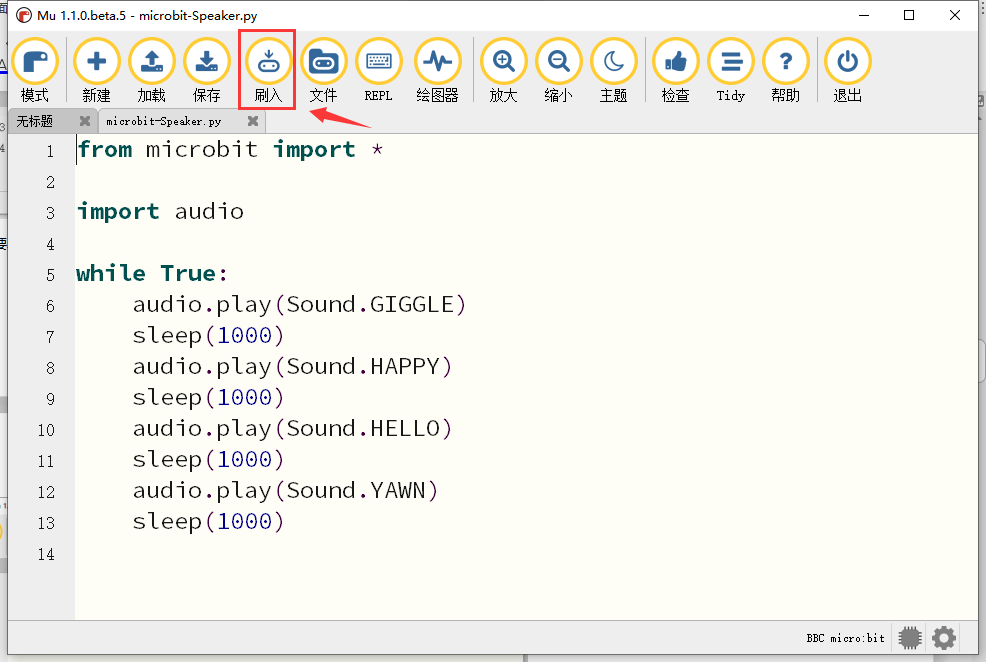 Mu 1.1.0.beta.5 - microbit-Speaker.py
模式 新建 加载 保存 刷入 文件 REPL 绘图器 放大 缩小 主题 检查 Tidy 帮助 退出
无标题 microbit-Speaker.py
1 from microbit import *
2
3 import audio
4
5 while True:
6 audio.play(Sound.GIGGLE)
7 sleep(1000)
8 audio.play(Sound.HAPPY)
9 sleep(1000)
10 audio.play(Sound.HELLO)
11 sleep(1000)
12 audio.play(Sound.YAWN)
13 sleep(1000)
14
BBC micro:bit